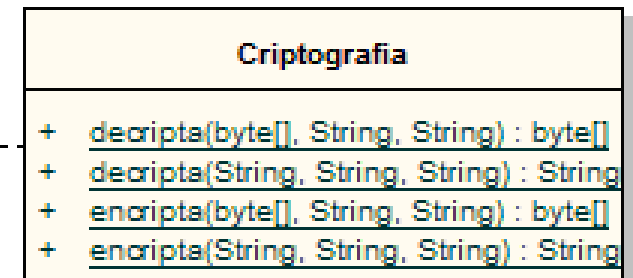 Criptografia
+ decripta(byte[], String, String) : byte[]
+ decripta(String, String, String) : String
+ encripta(byte[], String, String) : byte[]
+ encripta(String, String, String) : String